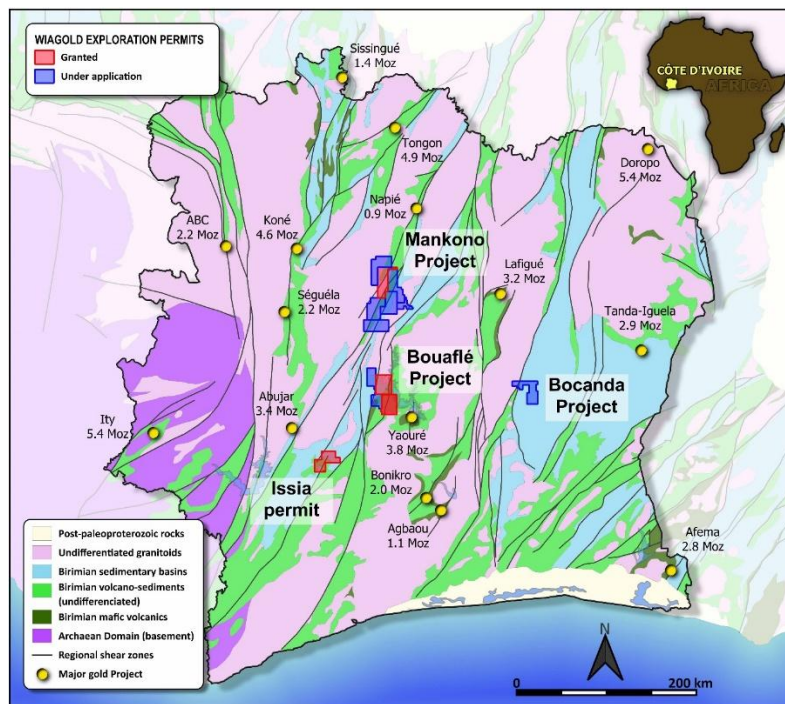 WIAGOLD EXPLORATION PERMITS
Granted
Under application
CÔTE D'IVOIRE
AFRICA
Sissingué
1.4 Moz
Tongon
4.9 Moz
Doropo
5.4 Moz
Napié
0.9 Moz
ABC
2.2 Moz
Koné
4.6 Moz
Mankono
Project
Lafigué
3.2 Moz
Séguéla
2.2 Moz
Tanda-Iguela
2.9 Moz
Bouaflé
Project
Bocanda
Project
Abujar
3.4 Moz
Ity
5.4 Moz
Yaouré
3.8 Moz
Issia
permit
Bonikro
2.0 Moz
Agbaou
1.1 Moz
Afema
2.8 Moz
Post-paleoproterozoic rocks
Undifferentiated granitoids
Birimian sedimentary basins
Birimian volcano-sediments
(undifferenciated)
Birimian mafic volcanics
Archaean Domain (basement)
Regional shear zones
Major gold Project
N
0
200 km